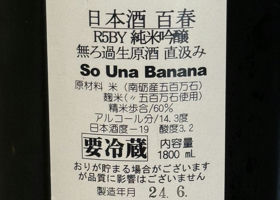 日本酒 百春
R5BY 純米吟醸
無ろ過生原酒 直汲み
So Una Banana
原材料 米（南砺産五百万石）
麹米（〃五百万石使用）
精米歩合/60%
アルコール分/14.3度
日本酒度－19 酸度3.2
要冷蔵 内容量 1800 ml
おりが貯まる場合がございます
が品質に影響はございません
製造年月 24.6.